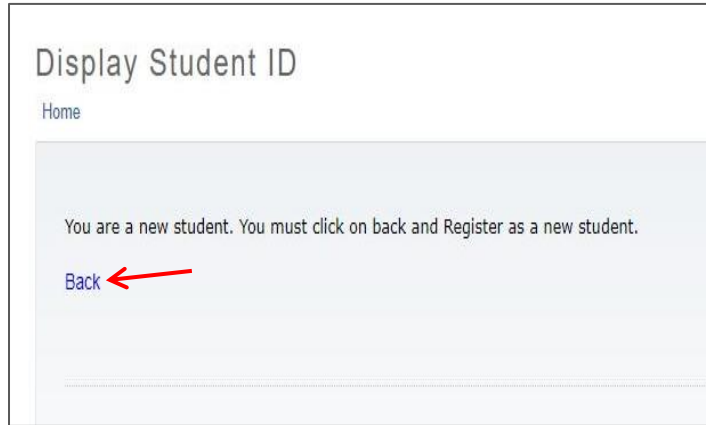 Display Student ID
Home
You are a new student. You must click on back and Register as a new student.
Back